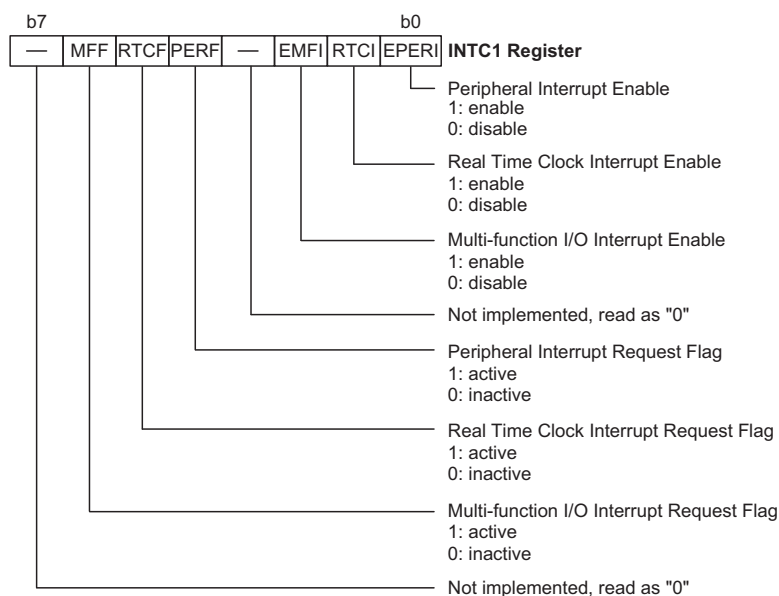 b7 b0
— MFF RTCF PERF — EMFI RTCI EPERI INTC1 Register
Peripheral Interrupt Enable
1: enable
0: disable
Real Time Clock Interrupt Enable
1: enable
0: disable
Multi-function I/O Interrupt Enable
1: enable
0: disable
Not implemented, read as "0"
Peripheral Interrupt Request Flag
1: active
0: inactive
Real Time Clock Interrupt Request Flag
1: active
0: inactive
Multi-function I/O Interrupt Request Flag
1: active
0: inactive
Not implemented, read as "0"